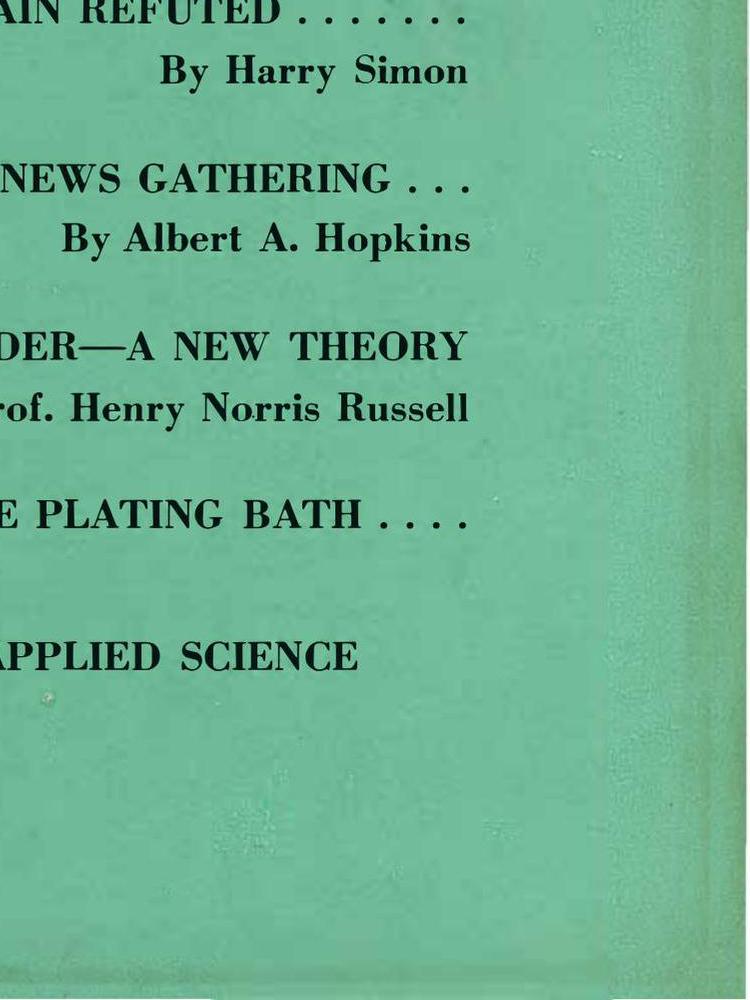 AIN REFUTED . . . . . . .
By Harry Simon
NEWS GATHERING . . .
By Albert A. Hopkins
DER—A NEW THEORY
rof. Henry Norris Russell
E PLATING BATH . . . .
APPLIED SCIENCE